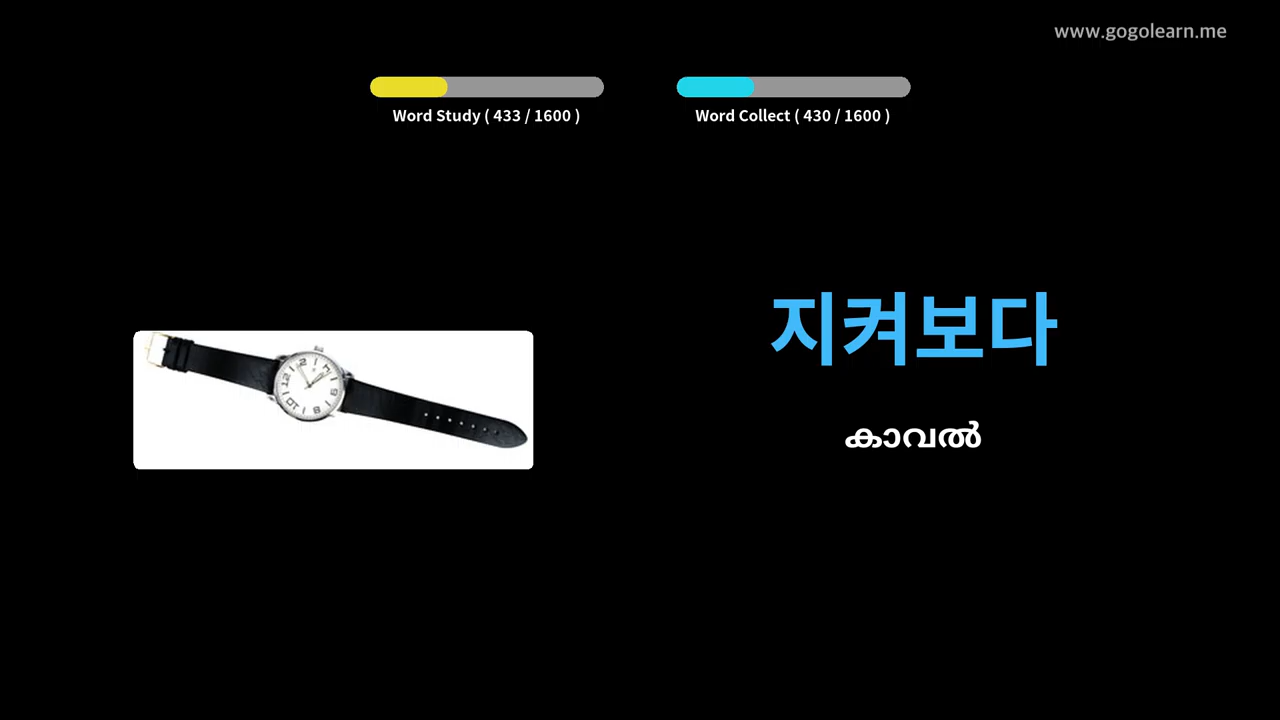 www.gogolearn.me
Word Study ( 433 / 1600 )
Word Collect ( 430 / 1600 )
지켜보다
കാവൽ